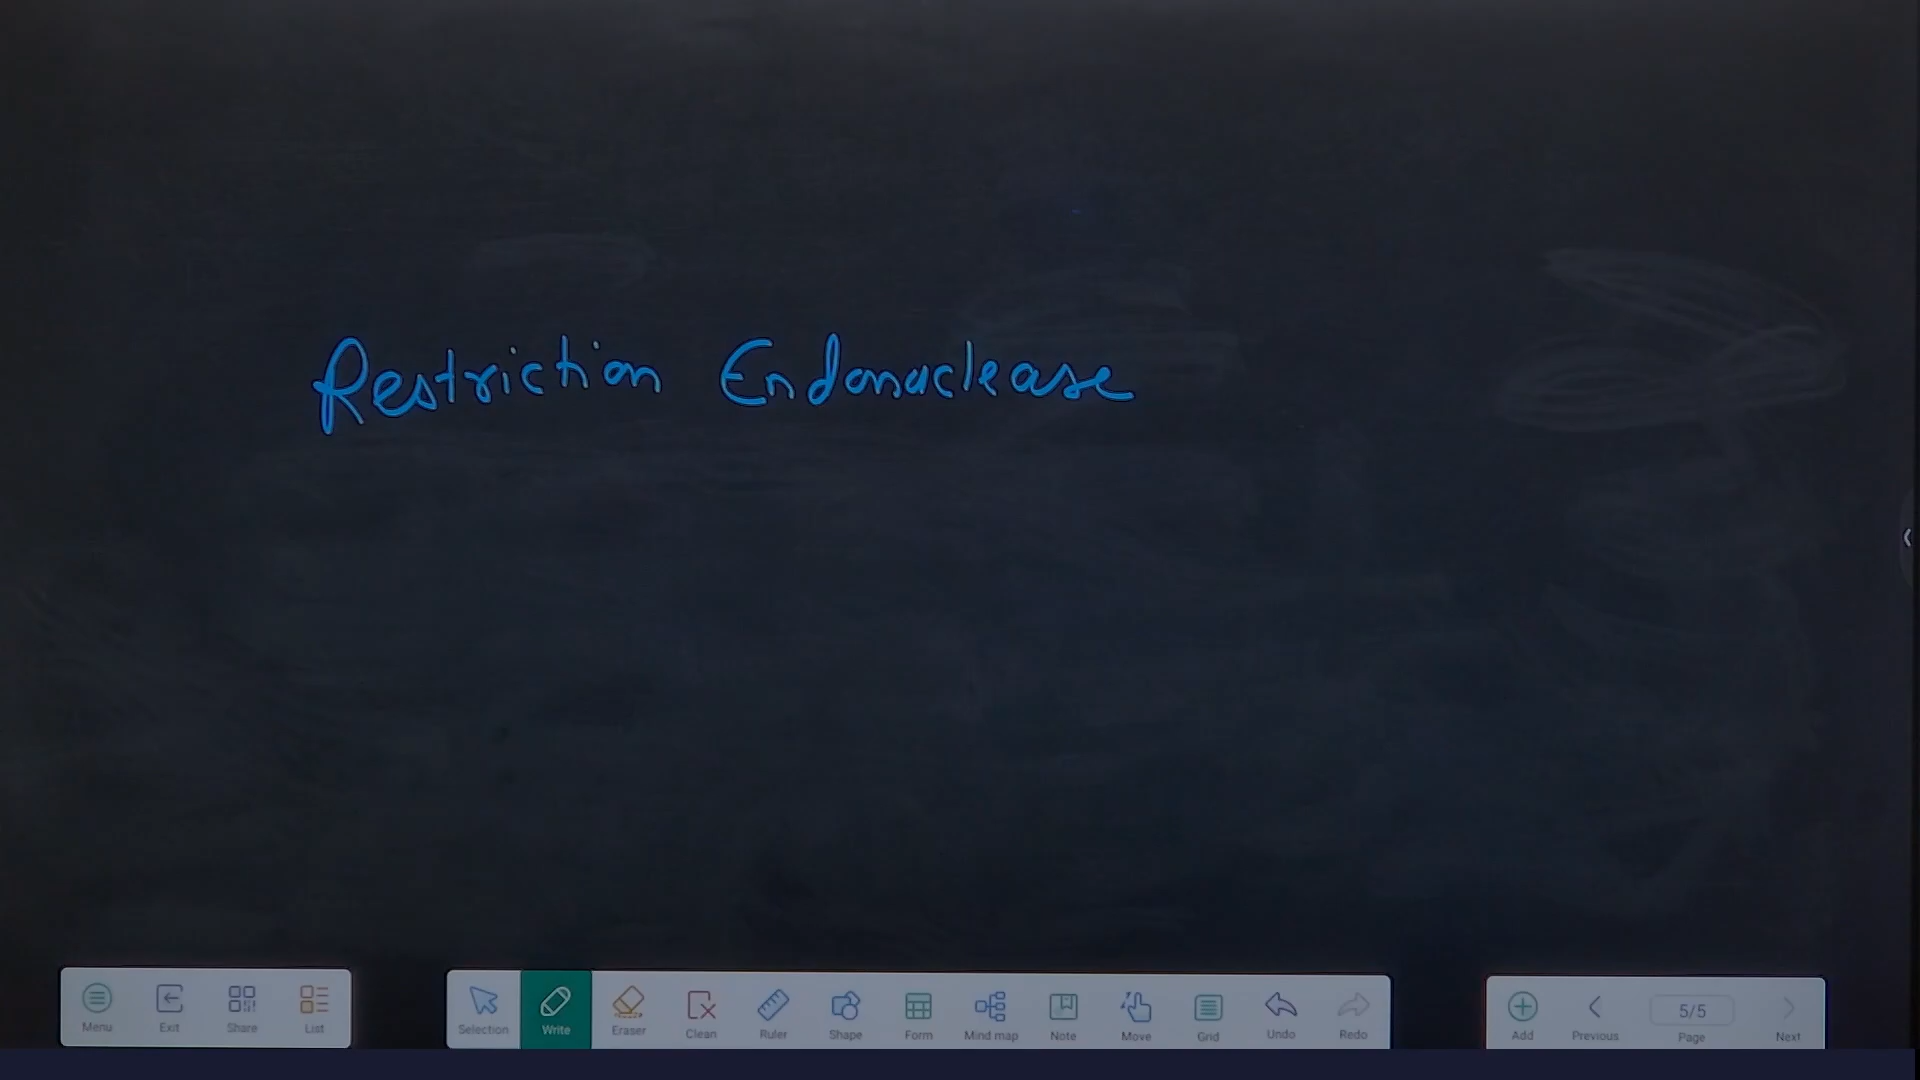 Restriction Endonuclease
Menu Exit Share List Selection Write Eraser Clean Ruler Shape Form Mind map Note Move Grid Undo Redo Add Previous 5/5 Page Next